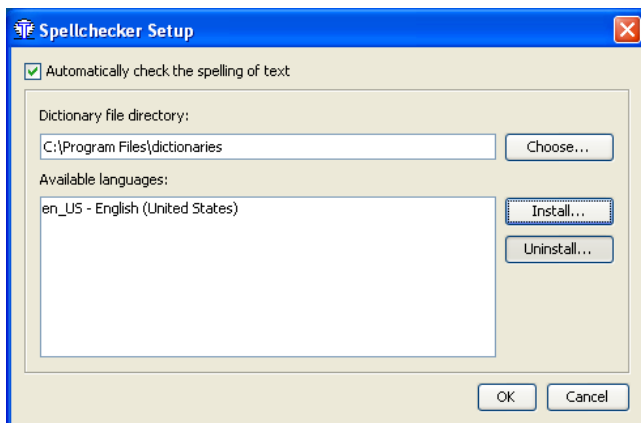 Spellchecker Setup
Automatically check the spelling of text
Dictionary file directory:
C:\Program Files\dictionaries
Choose...
Available languages:
en_US - English (United States)
Install...
Uninstall...
OK
Cancel